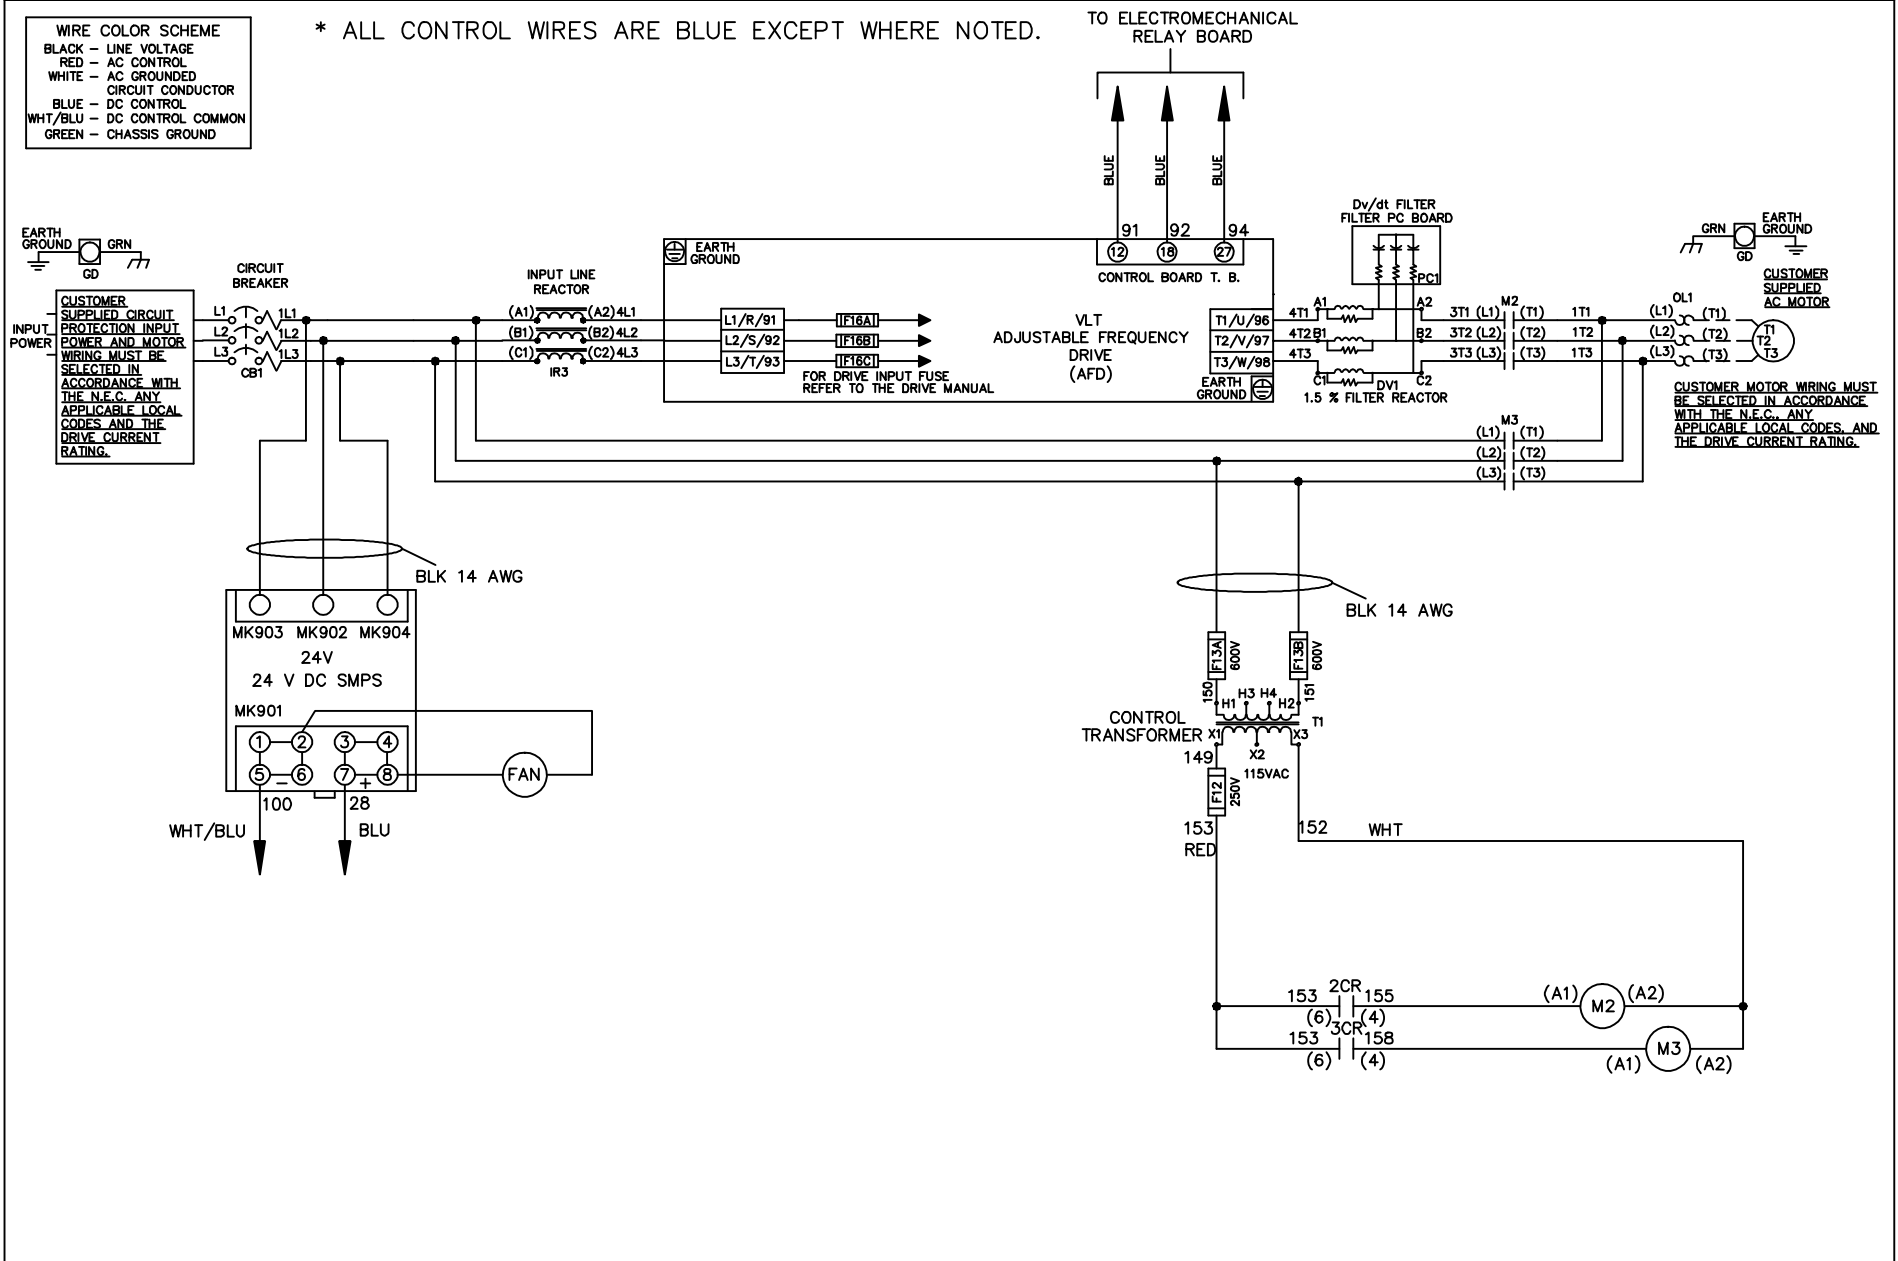 WIRE COLOR SCHEME
BLACK – LINE VOLTAGE
RED – AC CONTROL
WHITE – AC GROUNDED
CIRCUIT CONDUCTOR
BLUE – DC CONTROL
WHT/BLU – DC CONTROL COMMON
GREEN – CHASSIS GROUND
* ALL CONTROL WIRES ARE BLUE EXCEPT WHERE NOTED.
TO ELECTROMECHANICAL
RELAY BOARD
BLUE
BLUE
BLUE
91 92 94
12 18 27
CONTROL BOARD T. B.
EARTH
GROUND
GRN
GD
CUSTOMER
SUPPLIED CIRCUIT
PROTECTION INPUT
POWER AND MOTOR
WIRING MUST BE
SELECTED IN
ACCORDANCE WITH
THE N.E.C. ANY
APPLICABLE LOCAL
CODES AND THE
DRIVE CURRENT
RATING.
INPUT
POWER
CIRCUIT
BREAKER
L1 1L1
L2 1L2
L3 1L3
CB1
INPUT LINE
REACTOR
(A1) (A2) 4L1
(B1) (B2) 4L2
(C1) (C2) 4L3
IR3
EARTH
GROUND
L1/R/91
L2/S/92
L3/T/93
IF16A
IF16B
IF16C
FOR DRIVE INPUT FUSE
REFER TO THE DRIVE MANUAL
VLT
ADJUSTABLE FREQUENCY
DRIVE
(AFD)
T1/U/96
T2/V/97
T3/W/98
EARTH
GROUND
Dv/dt FILTER
FILTER PC BOARD
PC1
4T1 A1 A2
4T2 B1 B2
4T3
C1 DV1 C2
1.5 % FILTER REACTOR
M2
3T1 (L1) (T1) 1T1
3T2 (L2) (T2) 1T2
3T3 (L3) (T3) 1T3
M3
(L1) (T1)
(L2) (T2)
(L3) (T3)
GRN
EARTH
GROUND
GD
CUSTOMER
SUPPLIED
AC MOTOR
OL1
(L1) (T1)
(L2) (T2)
(L3) (T3)
T1
T2
T3
CUSTOMER MOTOR WIRING MUST
BE SELECTED IN ACCORDANCE
WITH THE N.E.C., ANY
APPLICABLE LOCAL CODES, AND
THE DRIVE CURRENT RATING.
BLK 14 AWG
MK903 MK902 MK904
24V
24 V DC SMPS
MK901
1 2 3 4
5 – 6 7 + 8
FAN
100 28
WHT/BLU BLU
BLK 14 AWG
F13A
600V
F13B
600V
150
151
H1 H3 H4 H2
T1
CONTROL
TRANSFORMER
X1 X2 X3
115VAC
149
F12
250V
153
RED
152 WHT
2CR
153 155
(6) (4)
(A1) M2 (A2)
3CR
153 158
(6) (4)
(A1) M3 (A2)